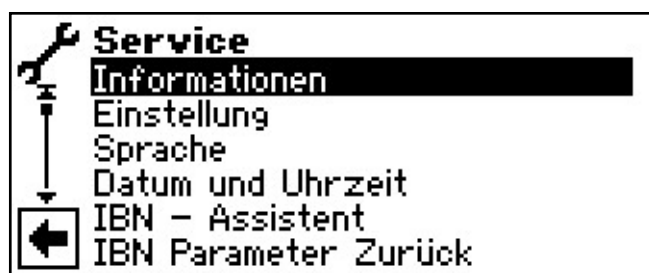 Service
Informationen
Einstellung
Sprache
Datum und Uhrzeit
IBN - Assistent
IBN Parameter Zurück